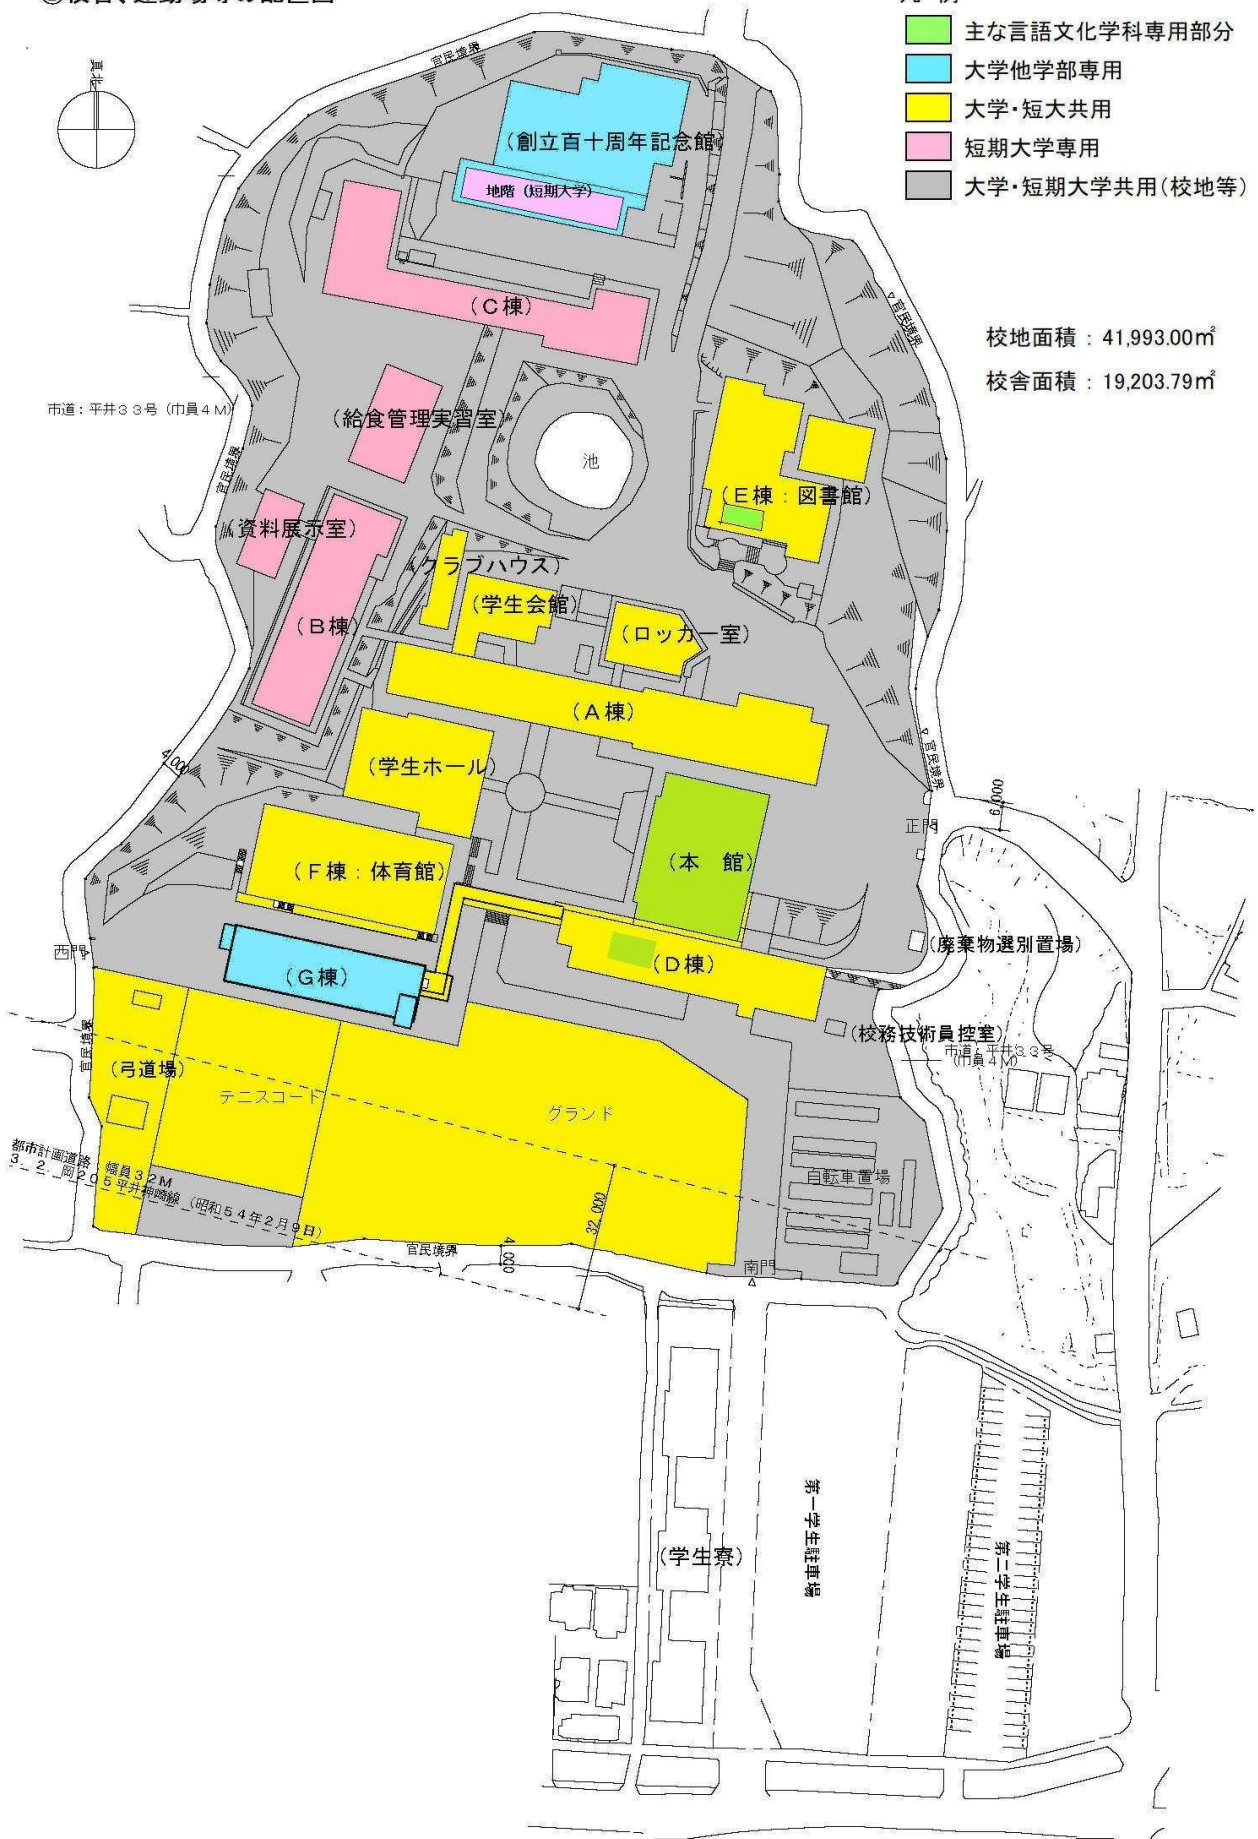 真北
官民境界
主な言語文化学科専用部分
大学他学部専用
大学・短大共用
短期大学専用
大学・短期大学共用(校地等)
(創立百十周年記念館)
地階 (短期大学)
(C棟)
官民境界
校地面積 : 41,993.00㎡
校舎面積 : 19,203.79㎡
市道：平井33号 (巾員4M)
(給食管理実習室)
池
官民境界
(E棟：図書館)
(資料展示室)
(クラブハウス)
(学生会館)
(B棟)
(ロッカー室)
(A棟)
官民境界
4,000
(学生ホール)
6,000
正門
(本 館)
(F棟：体育館)
(廃棄物選別置場)
西門
(G棟)
(D棟)
(校務技術員控室)
市道：平井33号
(巾員4M)
官民境界
(弓道場)
テニスコート
グランド
自転車置場
都市計画道路 幅員32M
3. 2. 岡205平井神崎線 (昭和54年2月9日)
32,000
4,000
官民境界
南門
第一学生駐車場
第二学生駐車場
(学生寮)